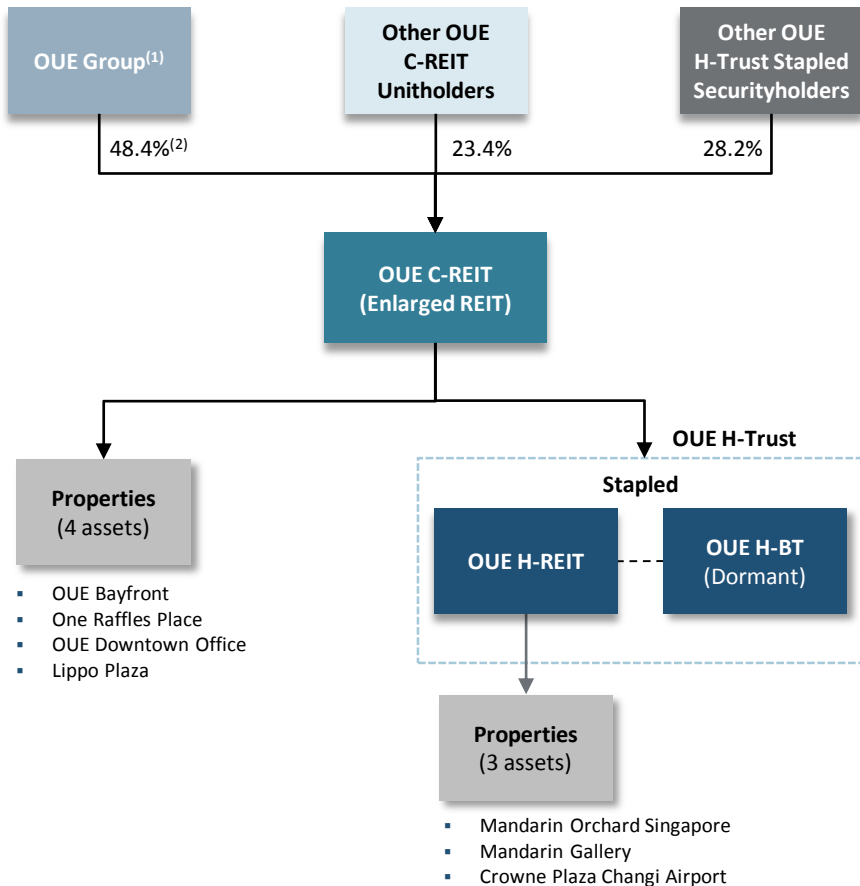 OUE Group(1)
Other OUE
C-REIT
Unitholders
Other OUE
H-Trust Stapled
Securityholders
48.4%(2)
23.4%
28.2%
OUE C-REIT
(Enlarged REIT)
OUE H-Trust
Properties
(4 assets)
▪ OUE Bayfront
▪ One Raffles Place
▪ OUE Downtown Office
▪ Lippo Plaza
Stapled
OUE H-REIT
OUE H-BT
(Dormant)
Properties
(3 assets)
▪ Mandarin Orchard Singapore
▪ Mandarin Gallery
▪ Crowne Plaza Changi Airport